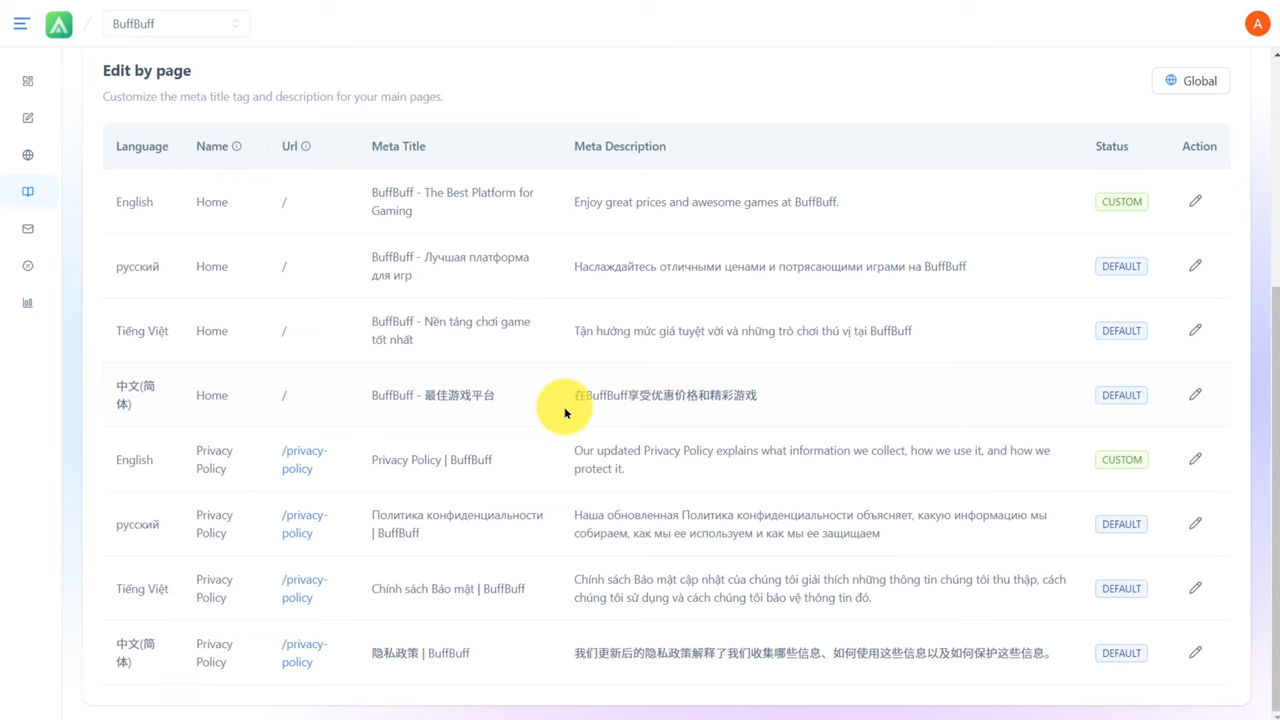 BuffBuff
A
Edit by page
Customize the meta title tag and description for your main pages.
Global
Language Name Url Meta Title Meta Description Status Action
English Home / BuffBuff - The Best Platform for
Gaming
Enjoy great prices and awesome games at BuffBuff. CUSTOM
русский Home / BuffBuff - Лучшая платформа
для игр
Наслаждайтесь отличными ценами и потрясающими играми на BuffBuff DEFAULT
Tiếng Việt Home / BuffBuff - Nền tảng chơi game
tốt nhất
Tận hưởng mức giá tuyệt vời và những trò chơi thú vị tại BuffBuff DEFAULT
中文(简
体)
Home / BuffBuff - 最佳游戏平台 在BuffBuff享受优惠价格和精彩游戏 DEFAULT
English
Privacy
Policy
/privacy-
policy
Privacy Policy | BuffBuff
Our updated Privacy Policy explains what information we collect, how we use it, and how we
protect it.
CUSTOM
русский
Privacy
Policy
/privacy-
policy
Политика конфиденциальности
| BuffBuff
Наша обновленная Политика конфиденциальности объясняет, какую информацию мы
собираем, как мы ее используем и как мы ее защищаем
DEFAULT
Tiếng Việt
Privacy
Policy
/privacy-
policy
Chính sách Bảo mật | BuffBuff
Chính sách Bảo mật cập nhật của chúng tôi giải thích những thông tin chúng tôi thu thập, cách
chúng tôi sử dụng và cách chúng tôi bảo vệ thông tin đó.
DEFAULT
中文(简
体)
Privacy
Policy
/privacy-
policy
隐私政策 | BuffBuff
我们更新后的隐私政策解释了我们收集哪些信息、如何使用这些信息以及如何保护这些信息。
DEFAULT